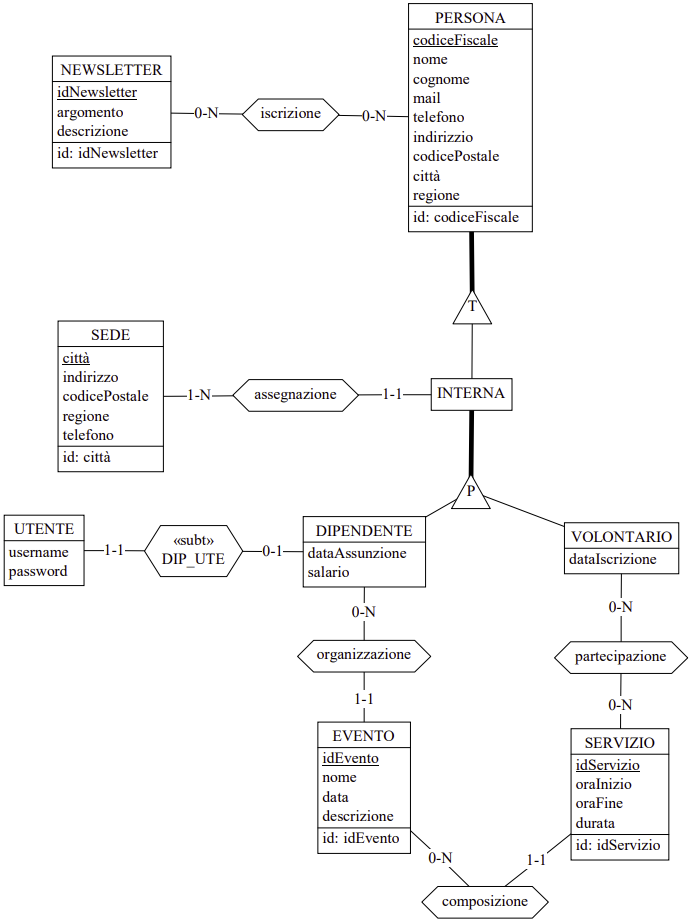 PERSONA
codiceFiscale
nome
cognome
mail
telefono
indirizzio
codicePostale
città
regione
id: codiceFiscale
NEWSLETTER
idNewsletter
argomento
descrizione
id: idNewsletter
0-N
iscrizione
0-N
T
SEDE
città
indirizzo
codicePostale
regione
telefono
id: città
1-N
assegnazione
1-1
INTERNA
P
UTENTE
username
password
1-1
«subt»
DIP_UTE
0-1
DIPENDENTE
dataAssunzione
salario
VOLONTARIO
dataIscrizione
0-N
organizzazione
1-1
0-N
partecipazione
0-N
EVENTO
idEvento
nome
data
descrizione
id: idEvento
SERVIZIO
idServizio
oraInizio
oraFine
durata
id: idServizio
0-N
1-1
composizione